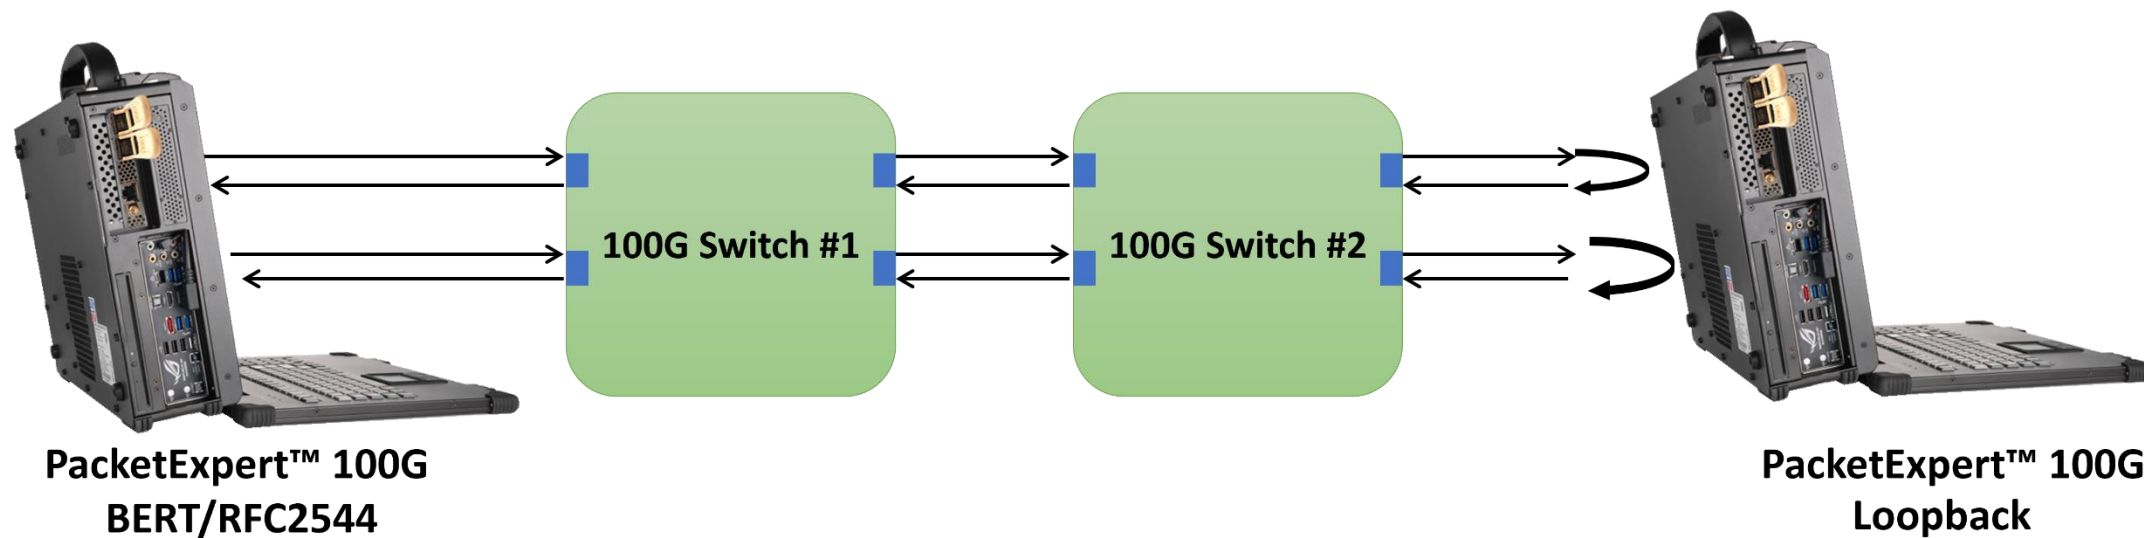 100G Switch #1
100G Switch #2
PacketExpert™ 100G
BERT/RFC2544
PacketExpert™ 100G
Loopback